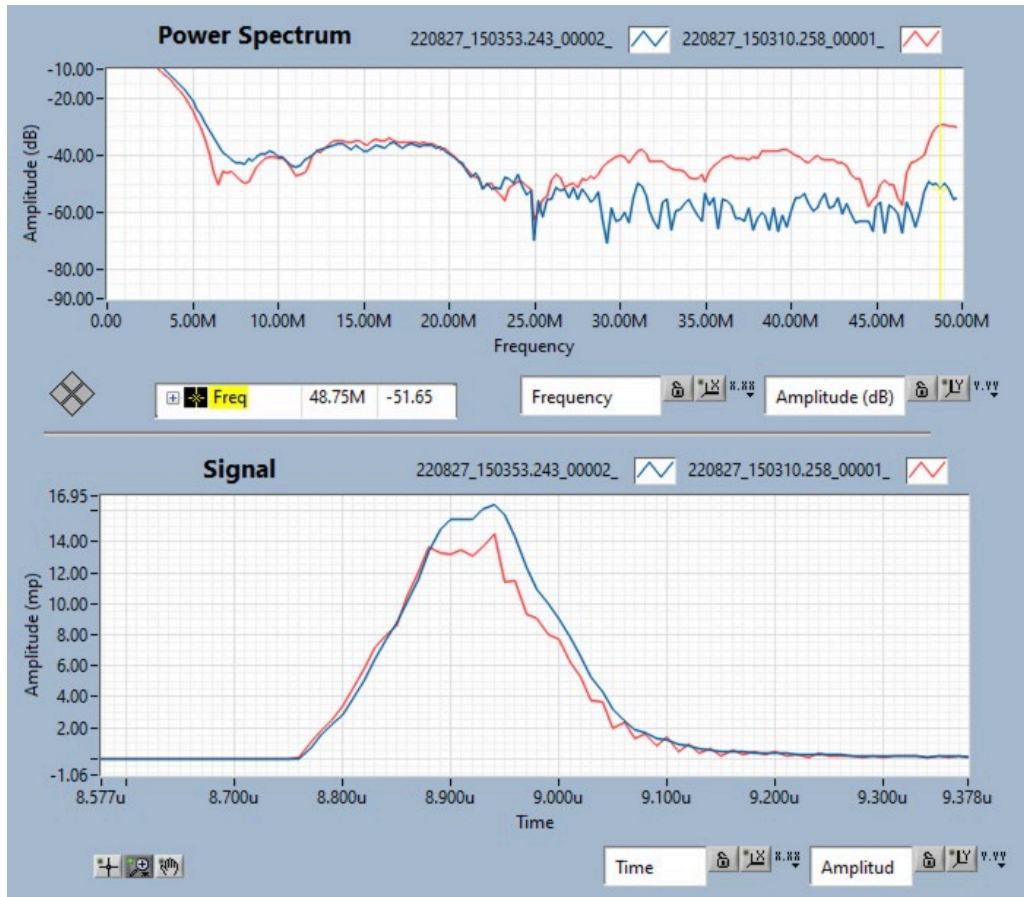 Power Spectrum 220827_150353.243_00002_ 220827_150310.258_00001_
-10.00
-20.00
-40.00
-60.00
-80.00
-90.00
Amplitude (dB)
0.00 5.00M 10.00M 15.00M 20.00M 25.00M 30.00M 35.00M 40.00M 45.00M 50.00M
Frequency
Freq 48.75M -51.65 Frequency X X.XX Amplitude (dB) Y Y.YY
Signal 220827_150353.243_00002_ 220827_150310.258_00001_
16.95
14.00
12.00
10.00
8.00
6.00
4.00
2.00
-1.06
Amplitude (mp)
8.577u 8.700u 8.800u 8.900u 9.000u 9.100u 9.200u 9.300u 9.378u
Time
Time X X.XX Amplitud Y Y.YY